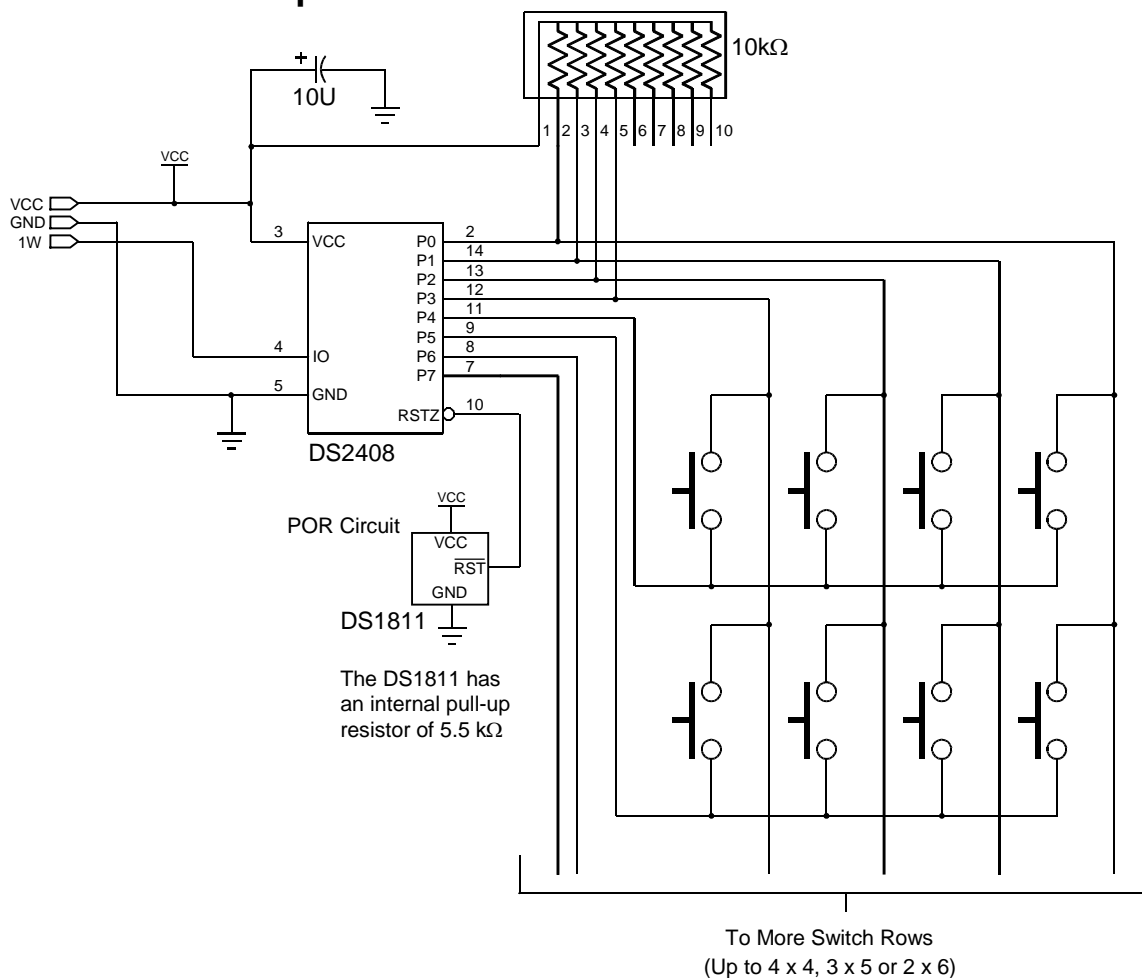 10kΩ
+
10U
1 2 3 4 5 6 7 8 9 10
VCC
VCC
GND
1W
3 VCC P0 2
P1 14
P2 13
P3 12
P4 11
P5 9
4 IO P6 8
P7 7
5 GND
RSTZ 10
DS2408
VCC
POR Circuit
VCC
RST
GND
DS1811
The DS1811 has
an internal pull-up
resistor of 5.5 kΩ
To More Switch Rows
(Up to 4 x 4, 3 x 5 or 2 x 6)